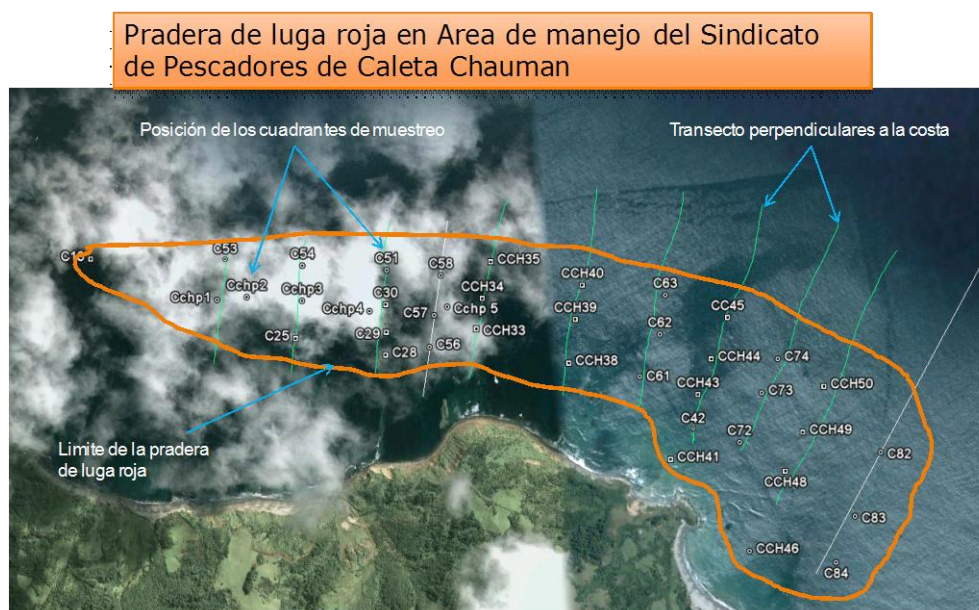 Pradera de luga roja en Area de manejo del Sindicato
de Pescadores de Caleta Chauman
Posición de los cuadrantes de muestreo
Transecto perpendiculares a la costa
C53
C54
C51
C58
CCH35
CCH40
C63
Cchp1
Cchp2
Cchp3
Cchp4
C30
C57
Cchp 5
CCH34
CCH39
C62
CC45
C25
C29
C28
C56
CCH33
CCH38
C61
CCH44
C74
CCH43
C73
CCH50
C42
C72
CCH49
CCH41
CCH48
C82
Limite de la pradera
de luga roja
C83
CCH46
C84